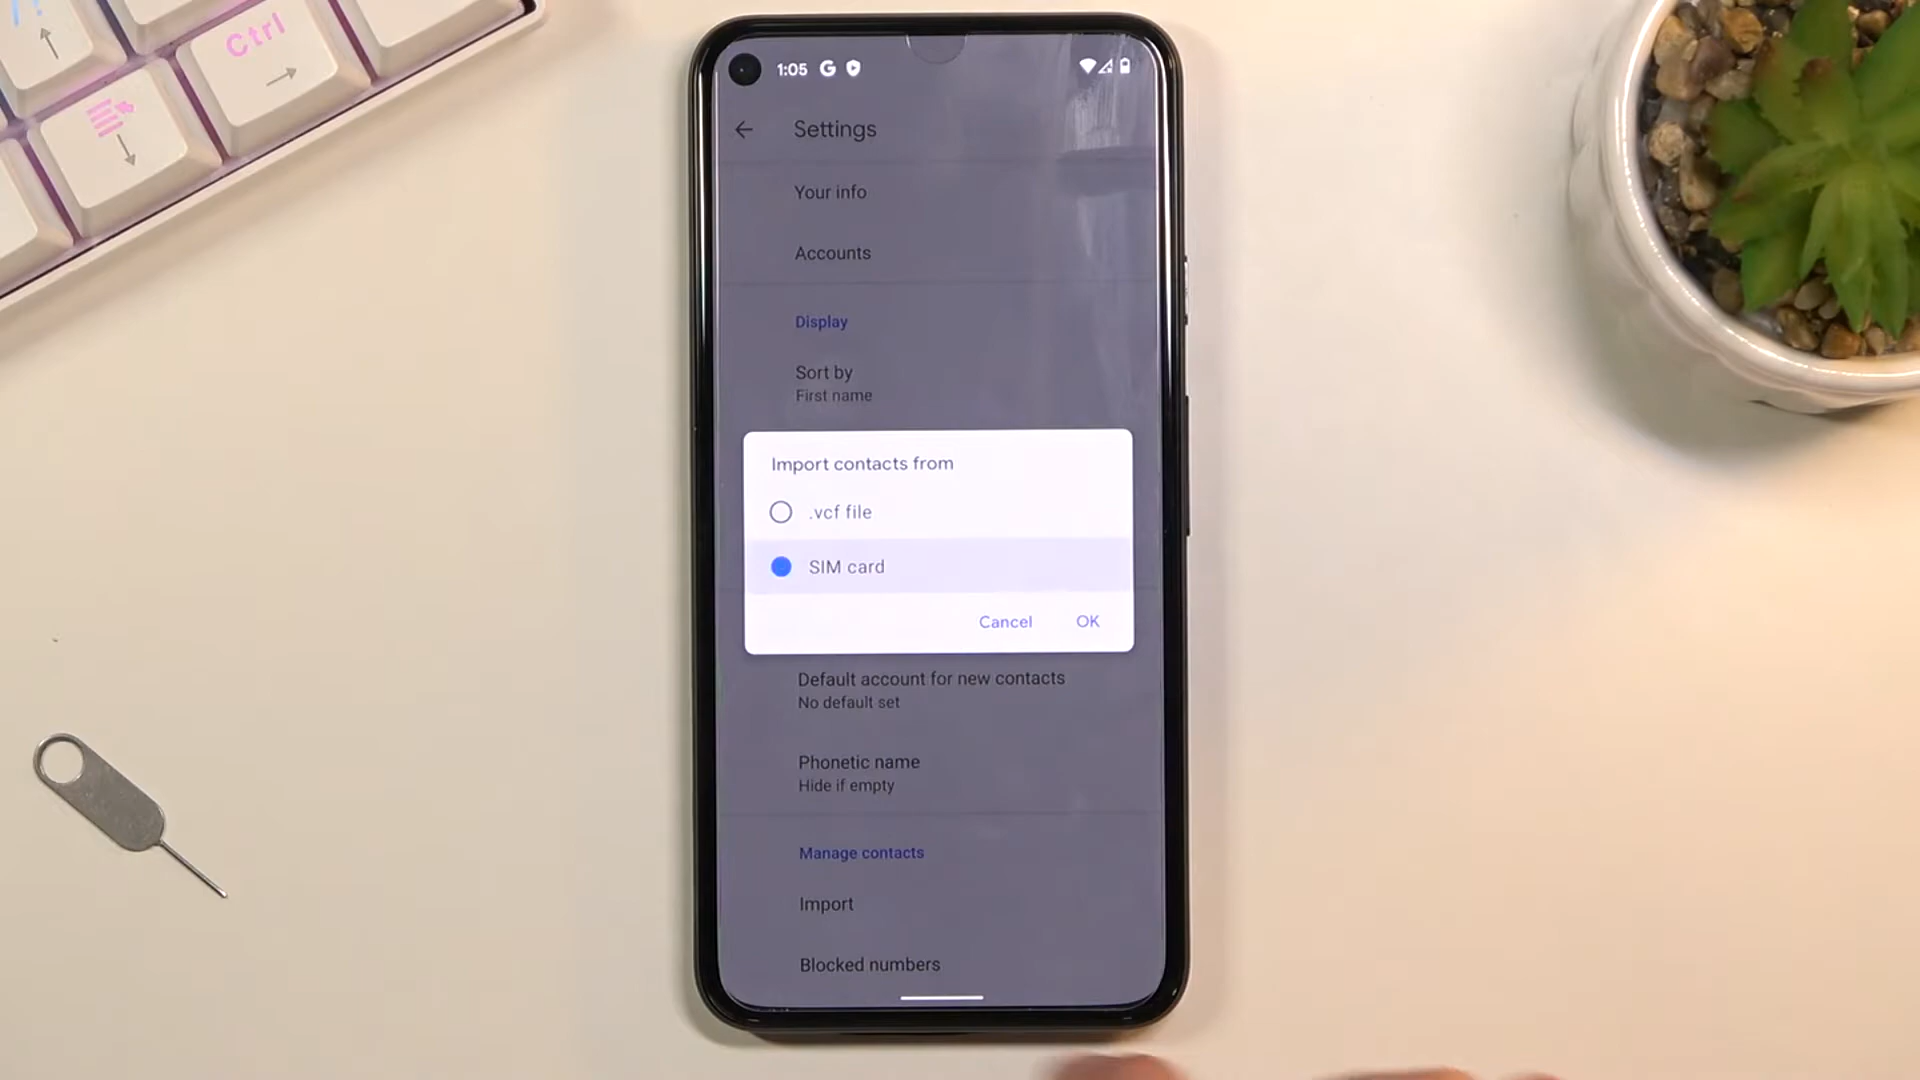 Ctrl
1:05 G
Settings
Your info
Accounts
Display
Sort by
First name
Import contacts from
.vcf file
SIM card
Cancel OK
Default account for new contacts
No default set
Phonetic name
Hide if empty
Manage contacts
Import
Blocked numbers